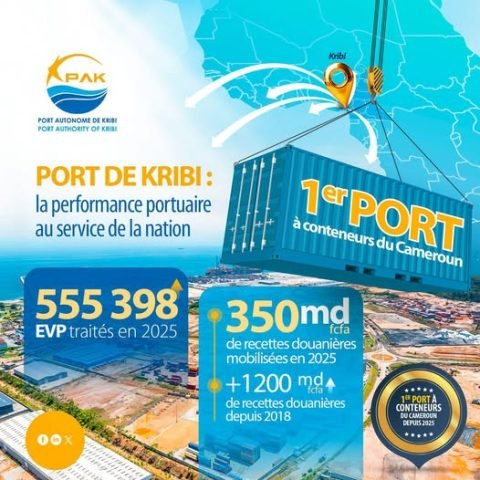 Kribi
PAK
PORT AUTONOME DE KRIBI
PORT AUTHORITY OF KRIBI
PORT DE KRIBI :
la performance portuaire
au service de la nation
1er PORT
à conteneurs du Cameroun
555 398
EVP traités en 2025
350 md
fcfa
de recettes douanières
mobilisées en 2025
+1200 md
fcfa
de recettes douanières
depuis 2018
1ER PORT À
CONTENEURS
DU CAMEROUN
DEPUIS 2025